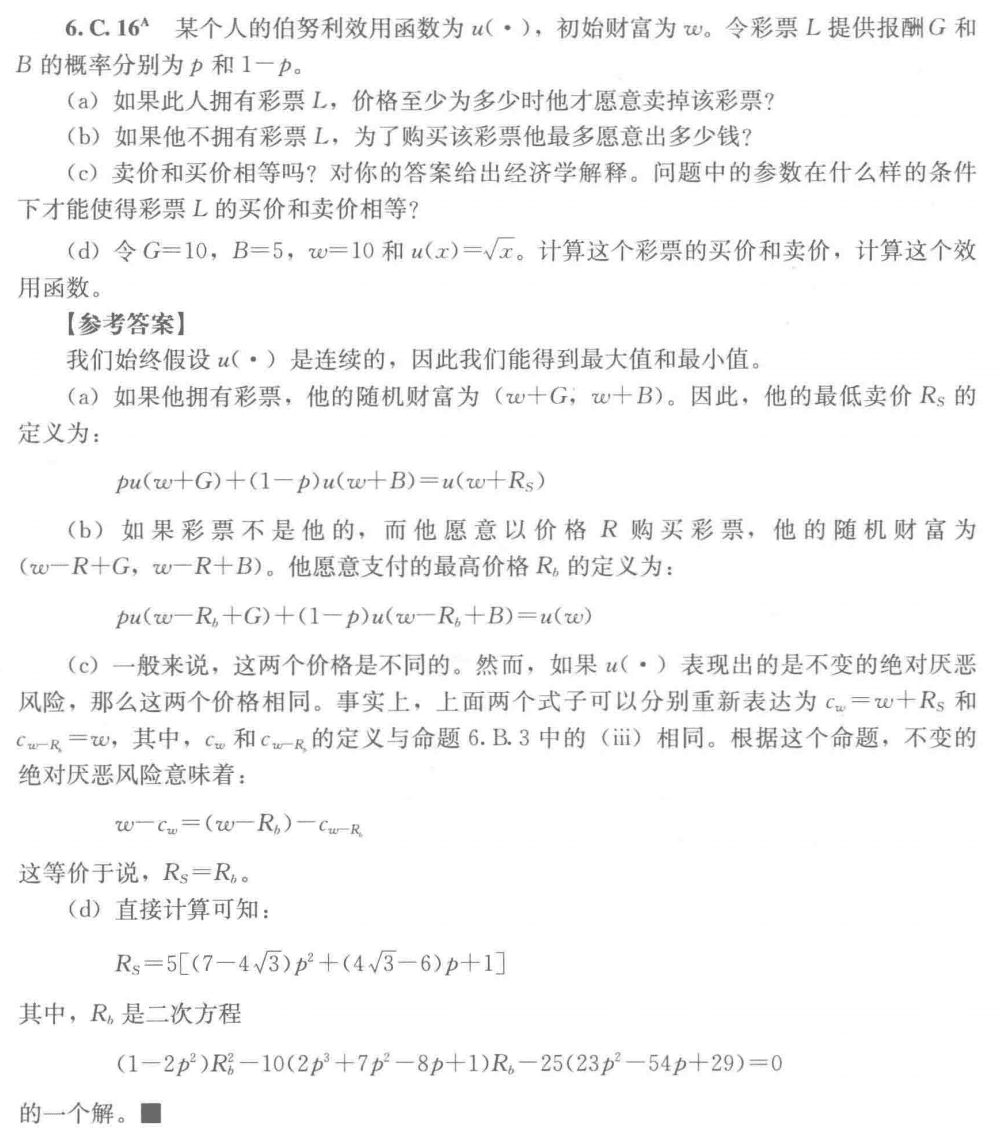 6.C.16ᴬ 某个人的伯努利效用函数为 u(·)，初始财富为 w。令彩票 L 提供报酬 G 和
B 的概率分别为 p 和 1－p。
（a）如果此人拥有彩票 L，价格至少为多少时他才愿意卖掉该彩票？
（b）如果他不拥有彩票 L，为了购买该彩票他最多愿意出多少钱？
（c）卖价和买价相等吗？对你的答案给出经济学解释。问题中的参数在什么样的条件
下才能使得彩票 L 的买价和卖价相等？
（d）令 G=10，B=5，w=10 和 u(x)=√x。计算这个彩票的买价和卖价，计算这个效
用函数。
【参考答案】
我们始终假设 u(·) 是连续的，因此我们能得到最大值和最小值。
（a）如果他拥有彩票，他的随机财富为（w+G；w+B）。因此，他的最低卖价 R_S 的
定义为：
pu(w+G)+(1-p)u(w+B)=u(w+R_S)
（b）如果彩票不是他的，而他愿意以价格 R 购买彩票，他的随机财富为
(w-R+G，w-R+B)。他愿意支付的最高价格 R_b 的定义为：
pu(w-R_b+G)+(1-p)u(w-R_b+B)=u(w)
（c）一般来说，这两个价格是不同的。然而，如果 u(·) 表现出的是不变的绝对厌恶
风险，那么这两个价格相同。事实上，上面两个式子可以分别重新表达为 c_w=w+R_S 和
c_{w-R_b}=w，其中，c_w 和 c_{w-R_b} 的定义与命题 6.B.3 中的（iii）相同。根据这个命题，不变的
绝对厌恶风险意味着：
w-c_w=(w-R_b)-c_{w-R_b}
这等价于说，R_S=R_b。
（d）直接计算可知：
R_S=5[(7-4√3)p²+(4√3-6)p+1]
其中，R_b 是二次方程
(1-2p²)R_b²-10(2p³+7p²-8p+1)R_b-25(23p²-54p+29)=0
的一个解。■